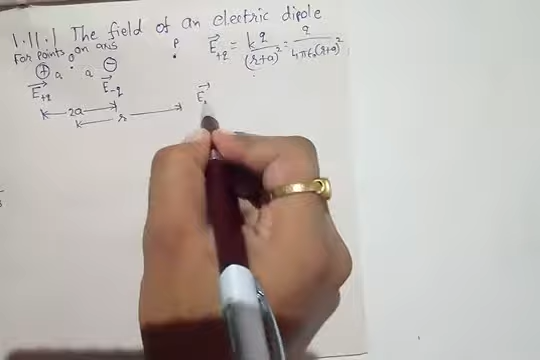 1.11.1 The field of an electric dipole
For points on axis
+ a O a − P
E⃗+q E⃗-q
2a
r
E⃗+q = kq/(r+a)² = q/4πε₀(r+a)²
E⃗